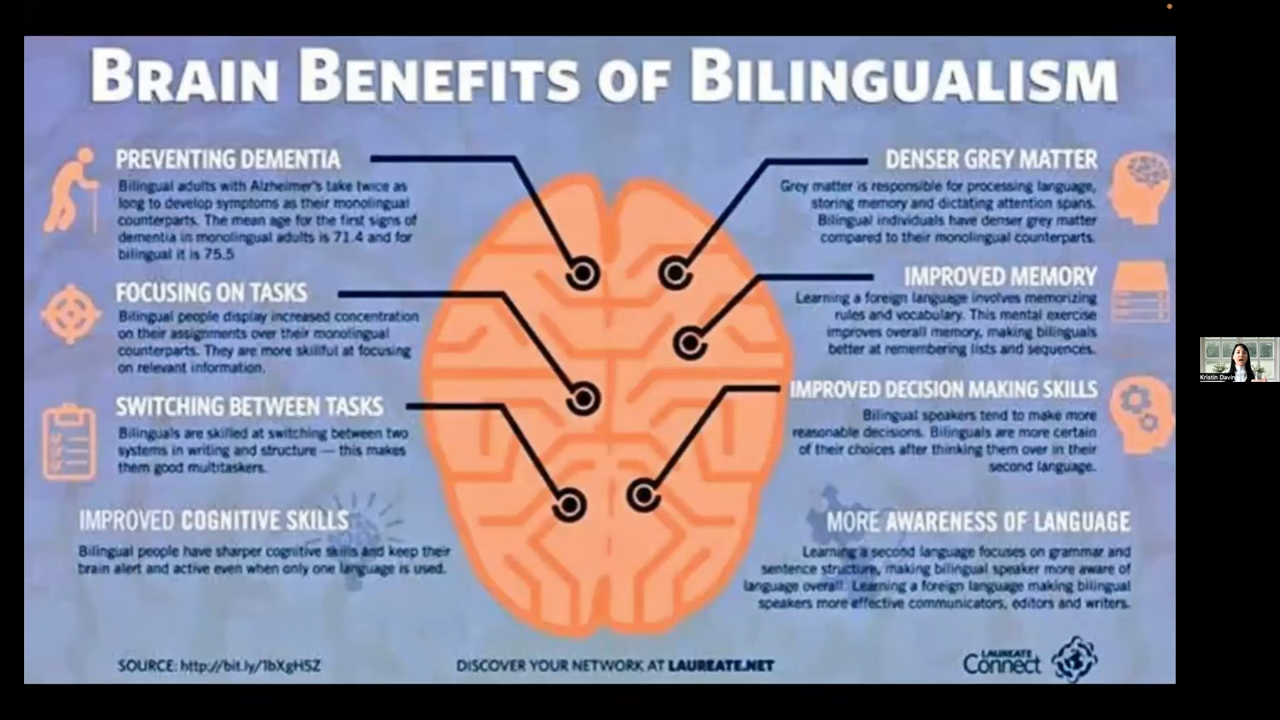 BRAIN BENEFITS OF BILINGUALISM
PREVENTING DEMENTIA
Bilingual adults with Alzheimer's take twice as
long to develop symptoms as their monolingual
counterparts. The mean age for the first signs of
dementia in monolingual adults is 71.4 and for
bilingual it is 75.5
FOCUSING ON TASKS
Bilingual people display increased concentration
on their assignments over their monolingual
counterparts. They are more skillful at focusing
on relevant information.
SWITCHING BETWEEN TASKS
Bilinguals are skilled at switching between two
systems in writing and structure — this makes
them good multitaskers.
IMPROVED COGNITIVE SKILLS
Bilingual people have sharper cognitive skills and keep their
brain alert and active even when only one language is used.
DENSER GREY MATTER
Grey matter is responsible for processing language,
storing memory and dictating attention spans.
Bilingual individuals have denser grey matter
compared to their monolingual counterparts.
IMPROVED MEMORY
Learning a foreign language involves memorizing
rules and vocabulary. This mental exercise
improves overall memory, making bilinguals
better at remembering lists and sequences.
IMPROVED DECISION MAKING SKILLS
Bilingual speakers tend to make more
reasonable decisions. Bilinguals are more certain
of their choices after thinking them over in their
second language.
MORE AWARENESS OF LANGUAGE
Learning a second language focuses on grammar and
sentence structure, making bilingual speaker more aware of
language overall. Learning a foreign language making bilingual
speakers more effective communicators, editors and writers.
SOURCE: http://bit.ly/1bXgHSZ
DISCOVER YOUR NETWORK AT LAUREATE.NET
LAUREATE
Connect
Kristin